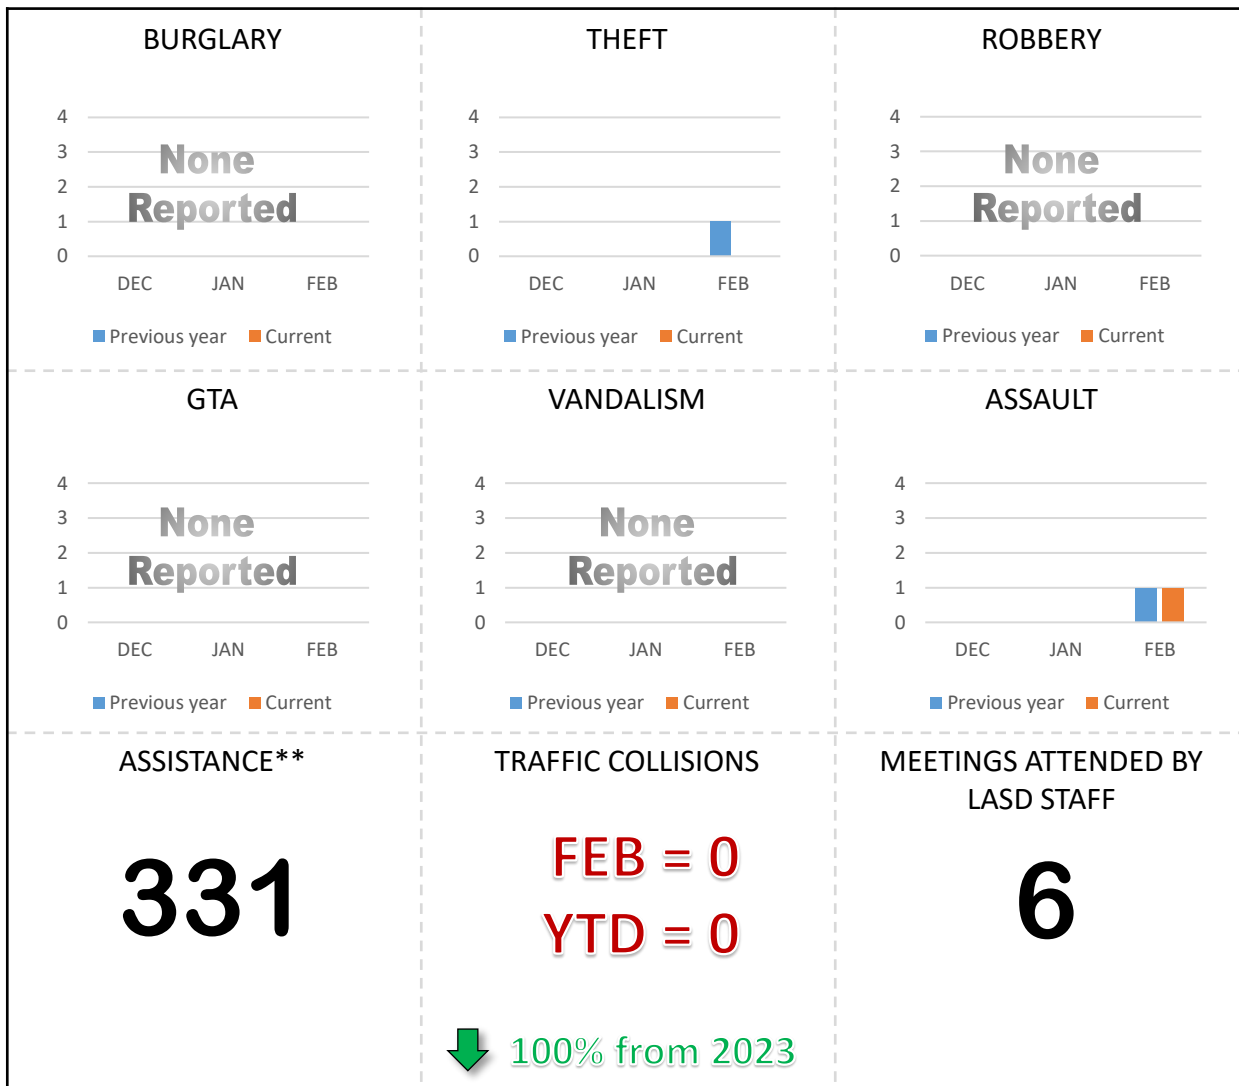 BURGLARY
4
3
2
1
0
None
Reported
DEC JAN FEB
Previous year Current
THEFT
4
3
2
1
0
DEC JAN FEB
Previous year Current
ROBBERY
4
3
2
1
0
None
Reported
DEC JAN FEB
Previous year Current
GTA
4
3
2
1
0
None
Reported
DEC JAN FEB
Previous year Current
VANDALISM
4
3
2
1
0
None
Reported
DEC JAN FEB
Previous year Current
ASSAULT
4
3
2
1
0
DEC JAN FEB
Previous year Current
ASSISTANCE**
331
TRAFFIC COLLISIONS
FEB = 0
YTD = 0
100% from 2023
MEETINGS ATTENDED BY
LASD STAFF
6